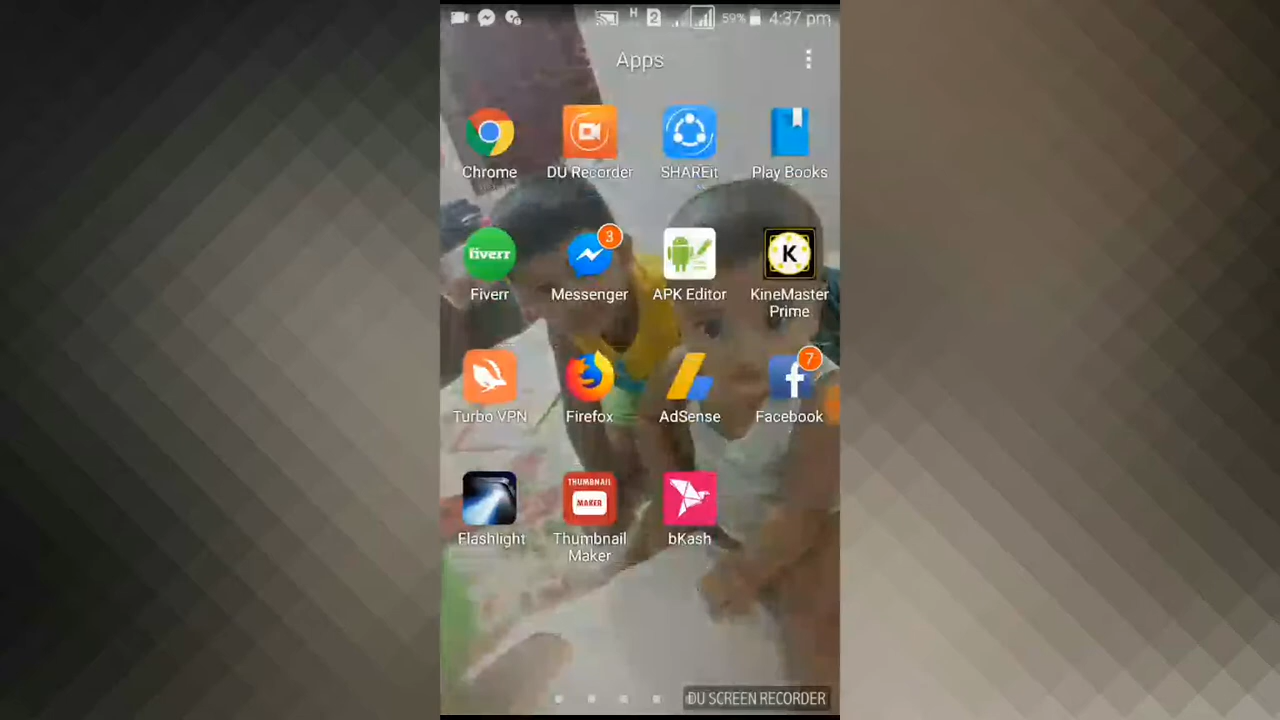 H 2 59% 4:37 pm
Apps
Chrome DU Recorder SHAREit Play Books
fiverr 3 K
Fiverr Messenger APK Editor KineMaster
Prime
7
Turbo VPN Firefox AdSense Facebook
THUMBNAIL
MAKER
Flashlight Thumbnail bKash
Maker
DU SCREEN RECORDER